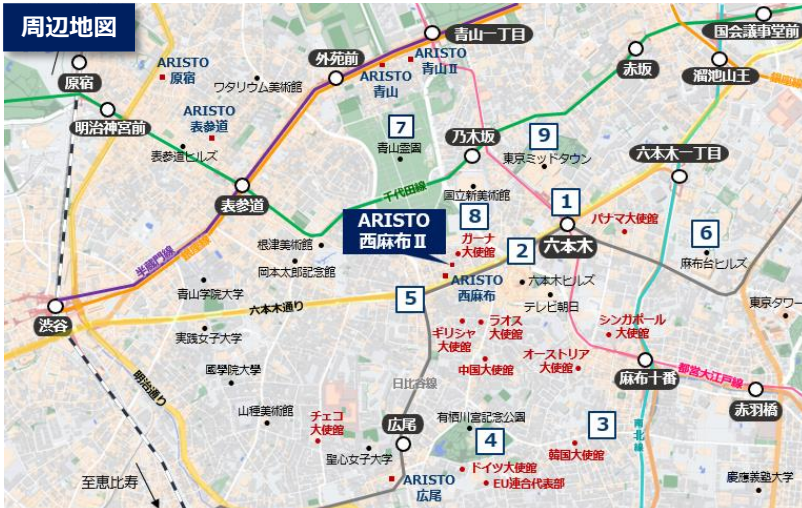 周辺地図
国会議事堂前
青山一丁目
外苑前
ARISTO
原宿
原宿
ワタリウム美術館
ARISTO
青山
ARISTO
青山Ⅱ
赤坂
溜池山王
銀座線
明治神宮前
ARISTO
表参道
表参道ヒルズ
7
青山霊園
乃木坂
9
東京ミッドタウン
六本木一丁目
表参道
千代田線
国立新美術館
1
六本木
パナマ大使館
ARISTO
西麻布Ⅱ
8
ガーナ
大使館
2
6
麻布台ヒルズ
半蔵門線
銀座線
根津美術館
岡本太郎記念館
ARISTO
西麻布
六本木ヒルズ
テレビ朝日
青山学院大学
六本木通り
5
東京タワー
渋谷
実践女子大学
ギリシャ
大使館
ラオス
大使館
シンガポール
大使館
中国大使館
オーストリア
大使館
麻布十番
都営大江戸線
赤羽橋
國學院大學
明治通り
日比谷線
山種美術館
チェコ
大使館
広尾
有栖川宮記念公園
4
3
韓国大使館
南北線
聖心女子大学
ARISTO
広尾
ドイツ大使館
EU連合代表部
慶應義塾大学
至恵比寿